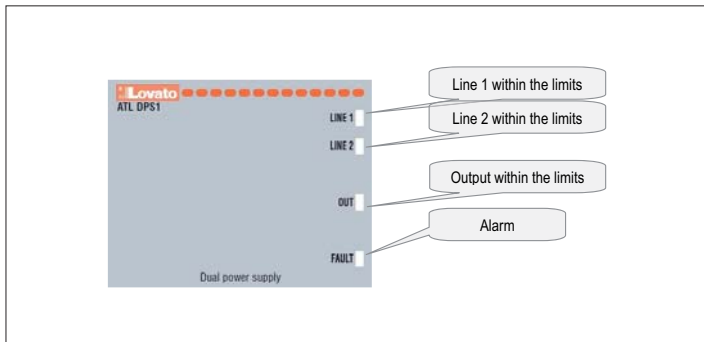 Lovato
ATL DPS1
LINE 1
LINE 2
OUT
FAULT
Dual power supply
Line 1 within the limits
Line 2 within the limits
Output within the limits
Alarm